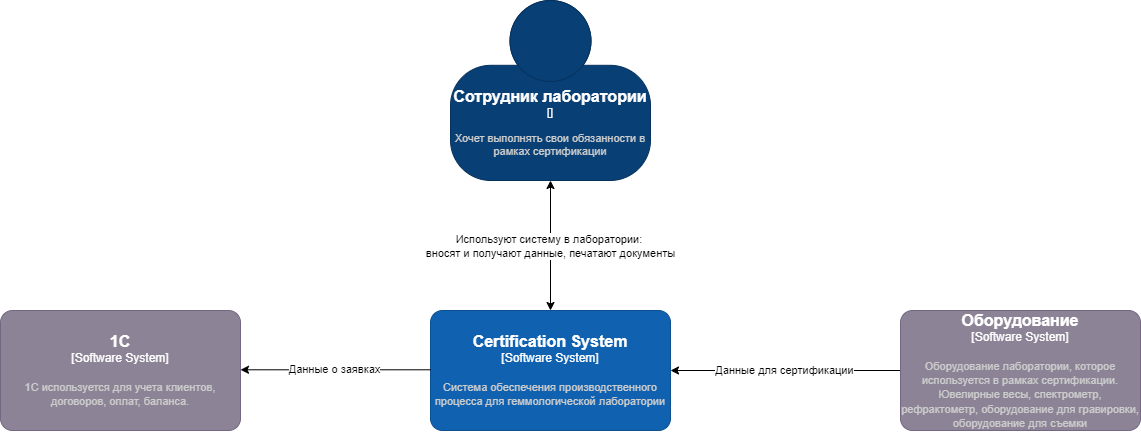 Сотрудник лаборатории
[]
Хочет выполнять свои обязанности в
рамках сертификации
Используют систему в лаборатории:
вносят и получают данные, печатают документы
1С
[Software System]
1С используется для учета клиентов,
договоров, оплат, баланса.
Данные о заявках
Certification System
[Software System]
Система обеспечения производственного
процесса для геммологической лаборатории
Данные для сертификации
Оборудование
[Software System]
Оборудование лаборатории, которое
используется в рамках сертификации.
Ювелирные весы, спектрометр,
рефрактометр, оборудование для гравировки,
оборудование для съемки